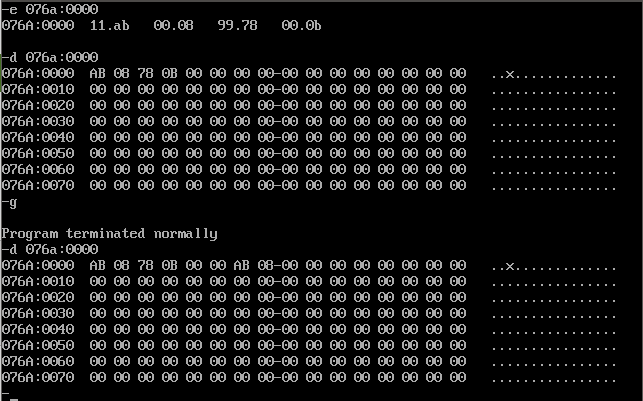 -e 076a:0000
076A:0000  11.ab   00.08   99.78   00.0b

-d 076a:0000
076A:0000  AB 08 78 0B 00 00 00 00-00 00 00 00 00 00 00 00   ..x.............
076A:0010  00 00 00 00 00 00 00 00-00 00 00 00 00 00 00 00   ................
076A:0020  00 00 00 00 00 00 00 00-00 00 00 00 00 00 00 00   ................
076A:0030  00 00 00 00 00 00 00 00-00 00 00 00 00 00 00 00   ................
076A:0040  00 00 00 00 00 00 00 00-00 00 00 00 00 00 00 00   ................
076A:0050  00 00 00 00 00 00 00 00-00 00 00 00 00 00 00 00   ................
076A:0060  00 00 00 00 00 00 00 00-00 00 00 00 00 00 00 00   ................
076A:0070  00 00 00 00 00 00 00 00-00 00 00 00 00 00 00 00   ................
-g

Program terminated normally
-d 076a:0000
076A:0000  AB 08 78 0B 00 00 AB 08-00 00 00 00 00 00 00 00   ..x.............
076A:0010  00 00 00 00 00 00 00 00-00 00 00 00 00 00 00 00   ................
076A:0020  00 00 00 00 00 00 00 00-00 00 00 00 00 00 00 00   ................
076A:0030  00 00 00 00 00 00 00 00-00 00 00 00 00 00 00 00   ................
076A:0040  00 00 00 00 00 00 00 00-00 00 00 00 00 00 00 00   ................
076A:0050  00 00 00 00 00 00 00 00-00 00 00 00 00 00 00 00   ................
076A:0060  00 00 00 00 00 00 00 00-00 00 00 00 00 00 00 00   ................
076A:0070  00 00 00 00 00 00 00 00-00 00 00 00 00 00 00 00   ................
-